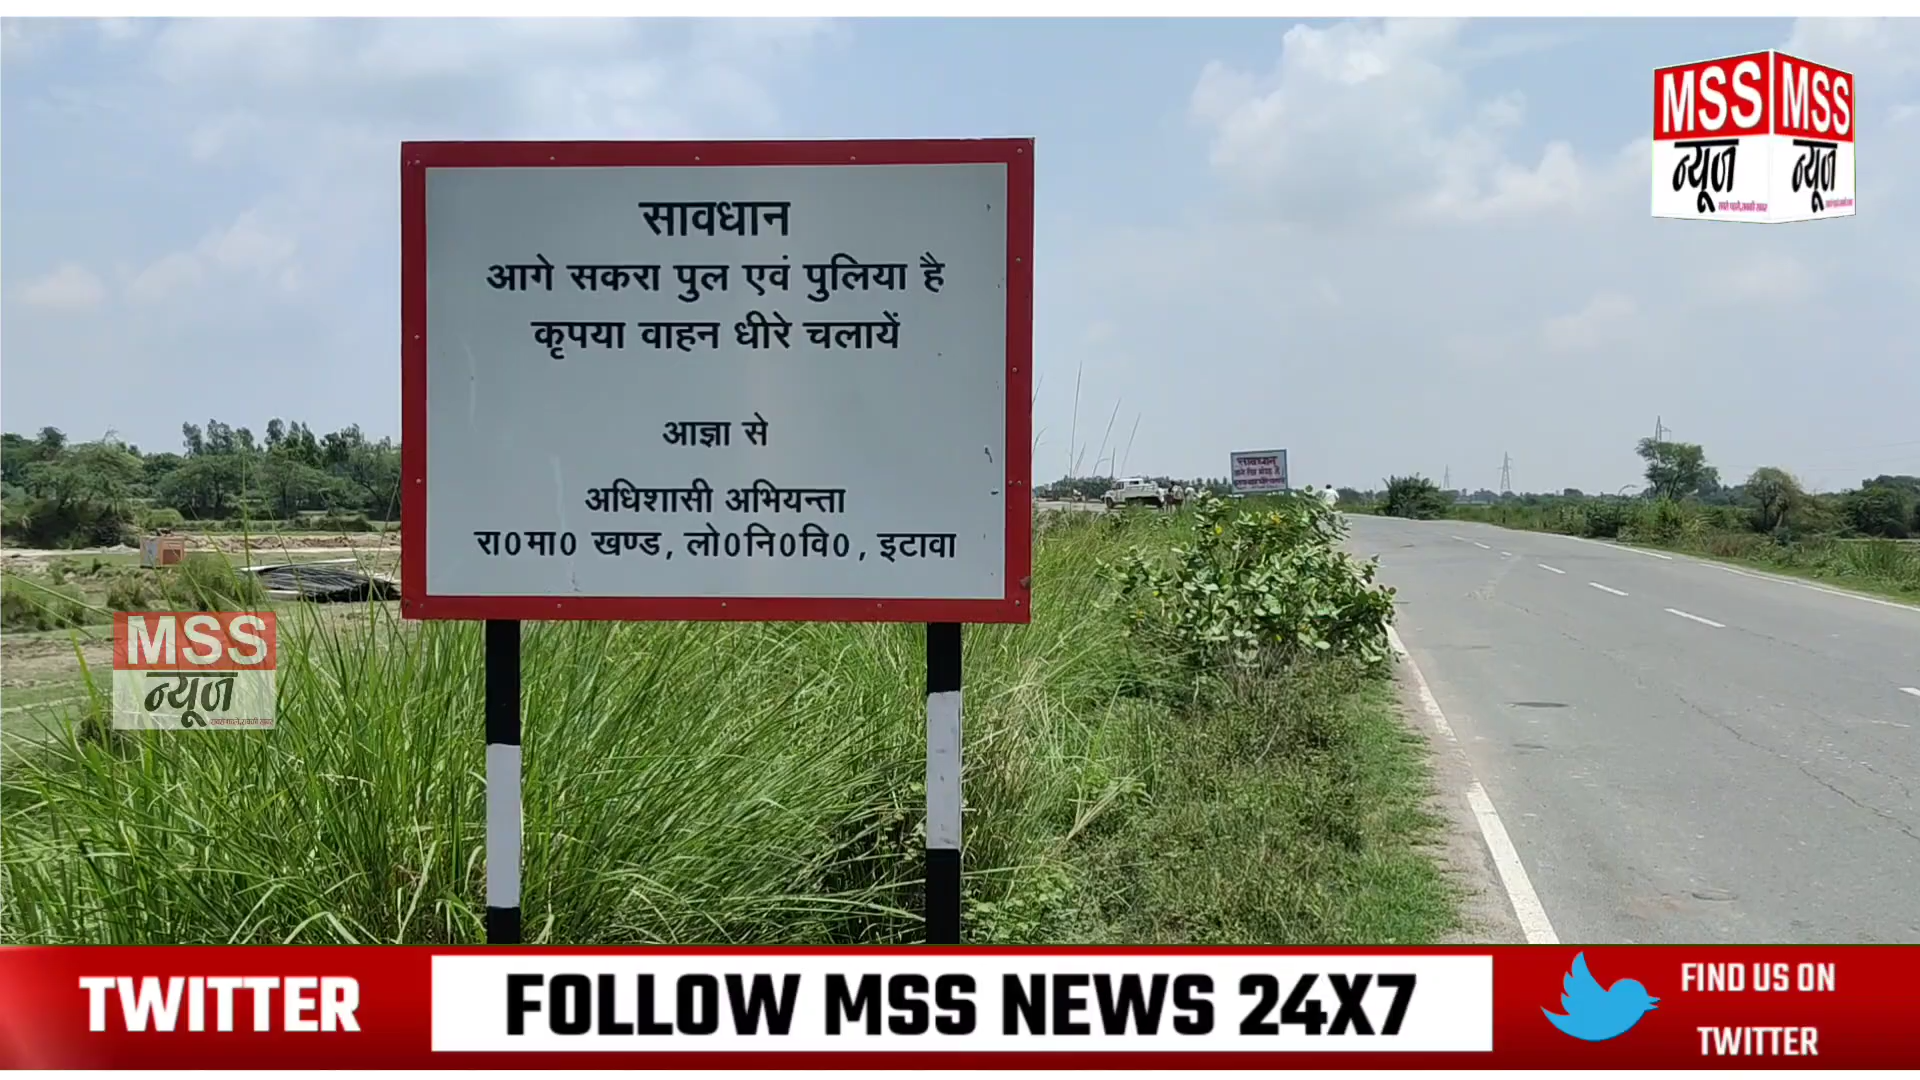 MSS MSS
न्यूज न्यूज
सावधान
आगे सकरा पुल एवं पुलिया है
कृपया वाहन धीरे चलायें
आज्ञा से
अधिशासी अभियन्ता
रा0मा0 खण्ड, लो0नि0वि0, इटावा
सावधान
MSS
न्यूज
TWITTER
FOLLOW MSS NEWS 24X7
FIND US ON
TWITTER